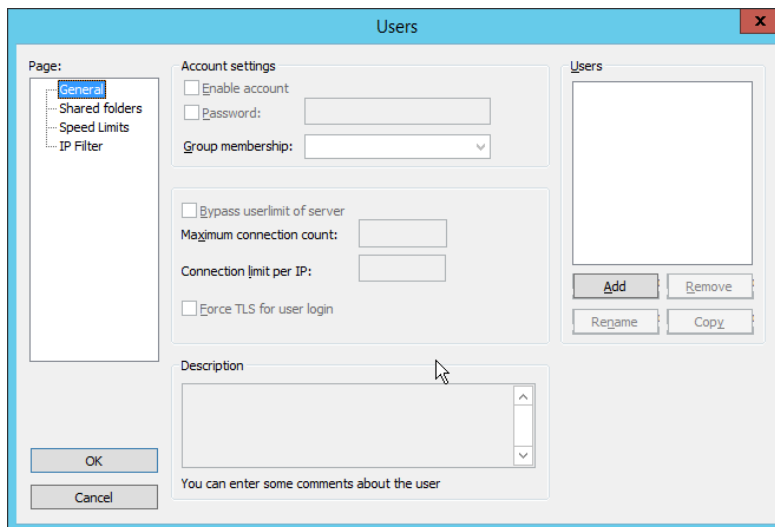 Users
x
Page:
General
Shared folders
Speed Limits
IP Filter
OK
Cancel
Account settings
Enable account
Password:
Group membership:
Bypass userlimit of server
Maximum connection count:
Connection limit per IP:
Force TLS for user login
Description
You can enter some comments about the user
Users
Add
Remove
Rename
Copy